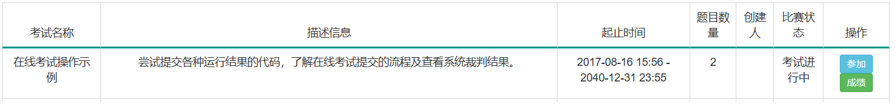 考试名称 描述信息 起止时间 题目数量 创建人 比赛状态 操作
在线考试操作示例 尝试提交各种运行结果的代码，了解在线考试提交的流程及查看系统裁判结果。 2017-08-16 15:56 - 2040-12-31 23:55 2 考试进行中 参加
成绩